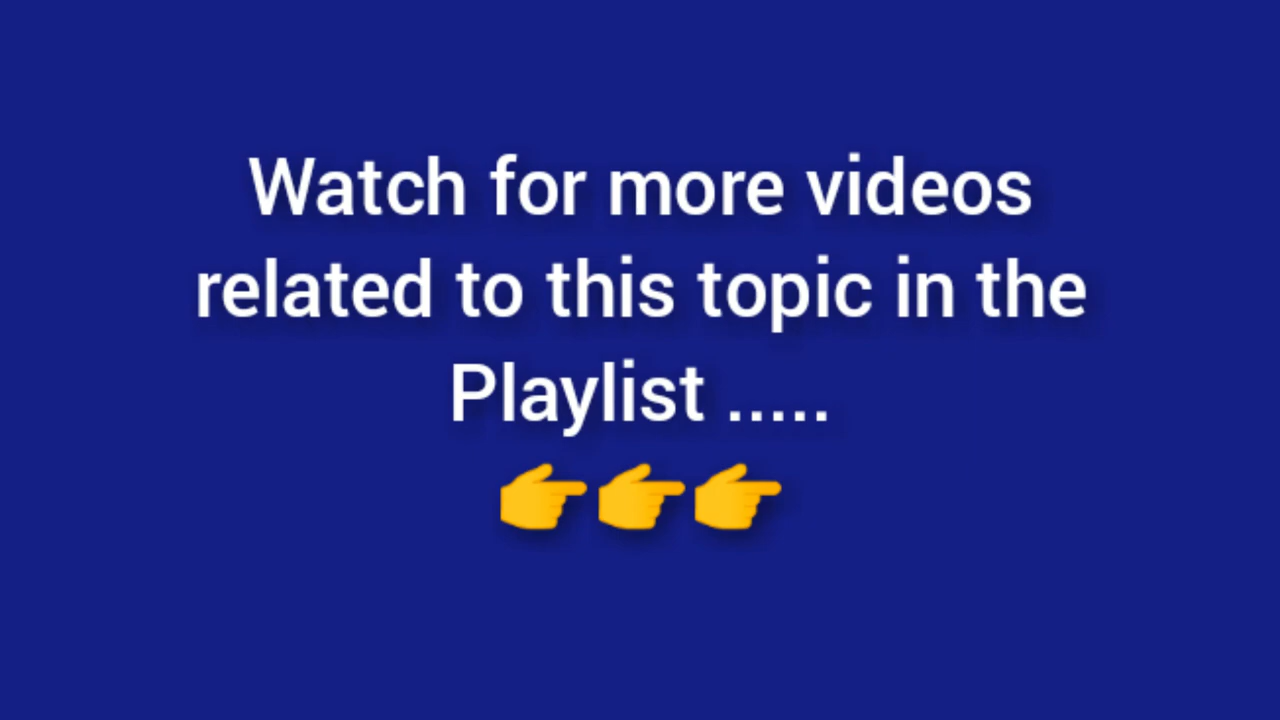 Watch for more videos
related to this topic in the
Playlist .....
👉👉👉